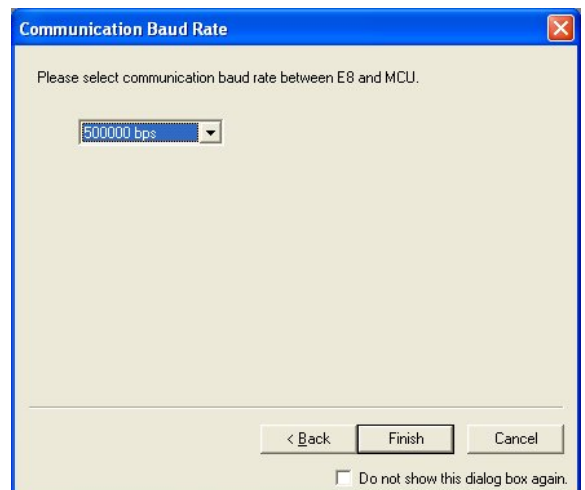 Communication Baud Rate
Please select communication baud rate between E8 and MCU.
500000 bps
< Back
Finish
Cancel
Do not show this dialog box again.